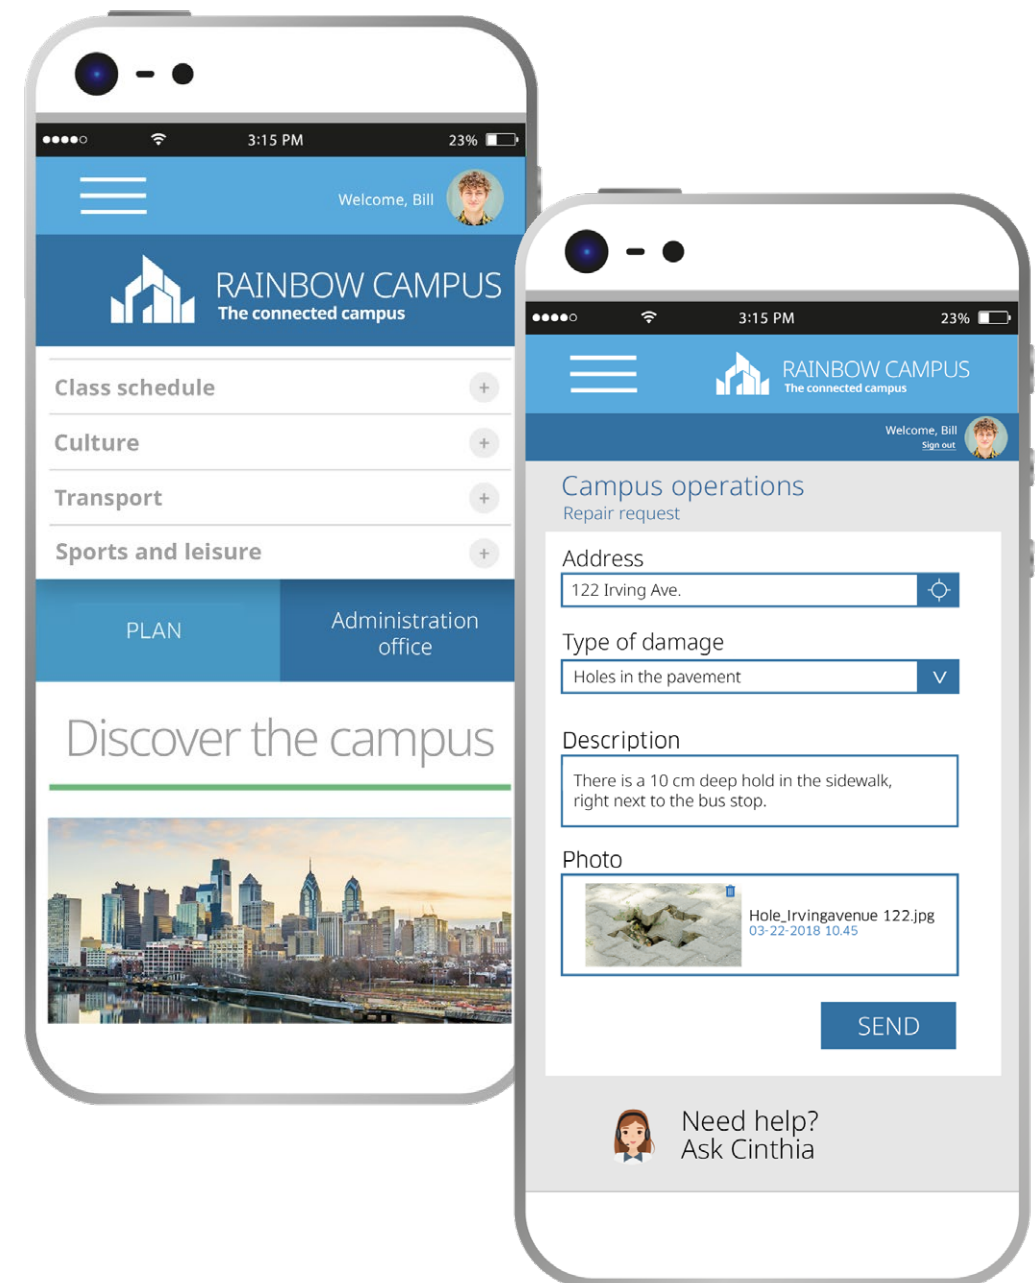 3:15 PM 23%
Welcome, Bill
RAINBOW CAMPUS
The connected campus
Class schedule +
Culture +
Transport +
Sports and leisure +
PLAN
Administration
office
Discover the campus
3:15 PM 23%
RAINBOW CAMPUS
The connected campus
Welcome, Bill
Sign out
Campus operations
Repair request
Address
122 Irving Ave.
Type of damage
Holes in the pavement
Description
There is a 10 cm deep hold in the sidewalk,
right next to the bus stop.
Photo
Hole_Irvingavenue 122.jpg
03-22-2018 10.45
SEND
Need help?
Ask Cinthia